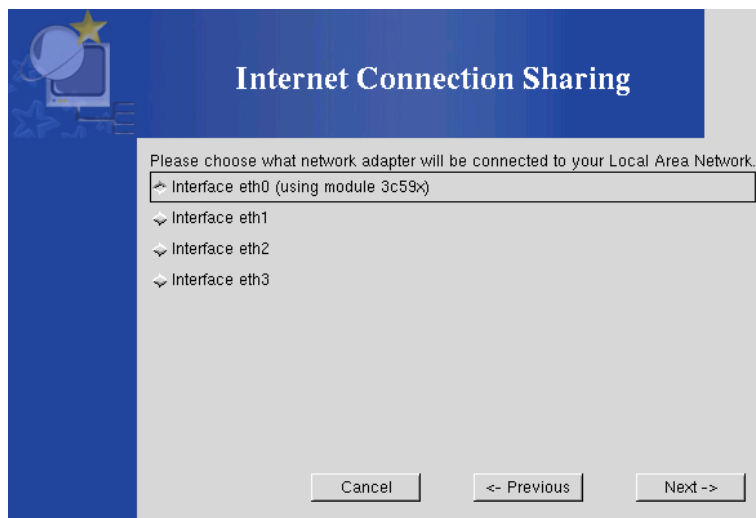 Internet Connection Sharing
Please choose what network adapter will be connected to your Local Area Network.
Interface eth0 (using module 3c59x)
Interface eth1
Interface eth2
Interface eth3
Cancel
<- Previous
Next ->